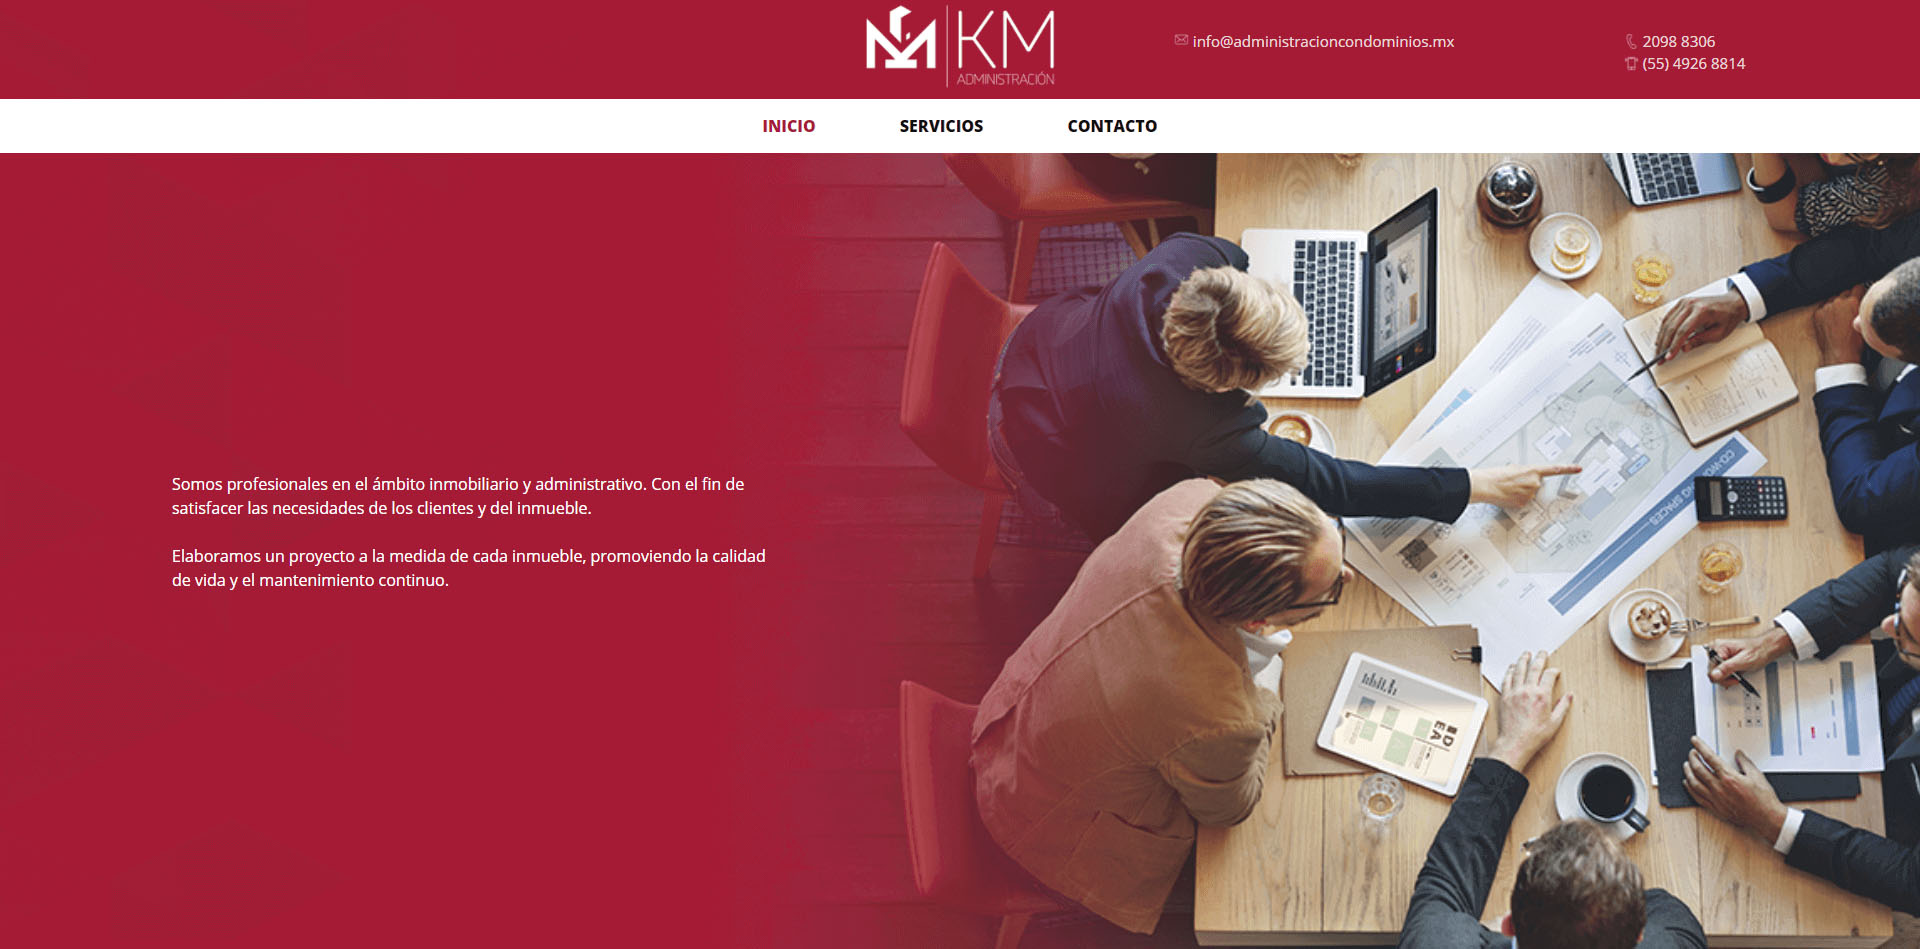 KM
ADMINISTRACIÓN
info@administracioncondominios.mx
2098 8306
(55) 4926 8814
INICIO
SERVICIOS
CONTACTO
Somos profesionales en el ámbito inmobiliario y administrativo. Con el fin de
satisfacer las necesidades de los clientes y del inmueble.
Elaboramos un proyecto a la medida de cada inmueble, promoviendo la calidad
de vida y el mantenimiento continuo.
SPACES
IDEA